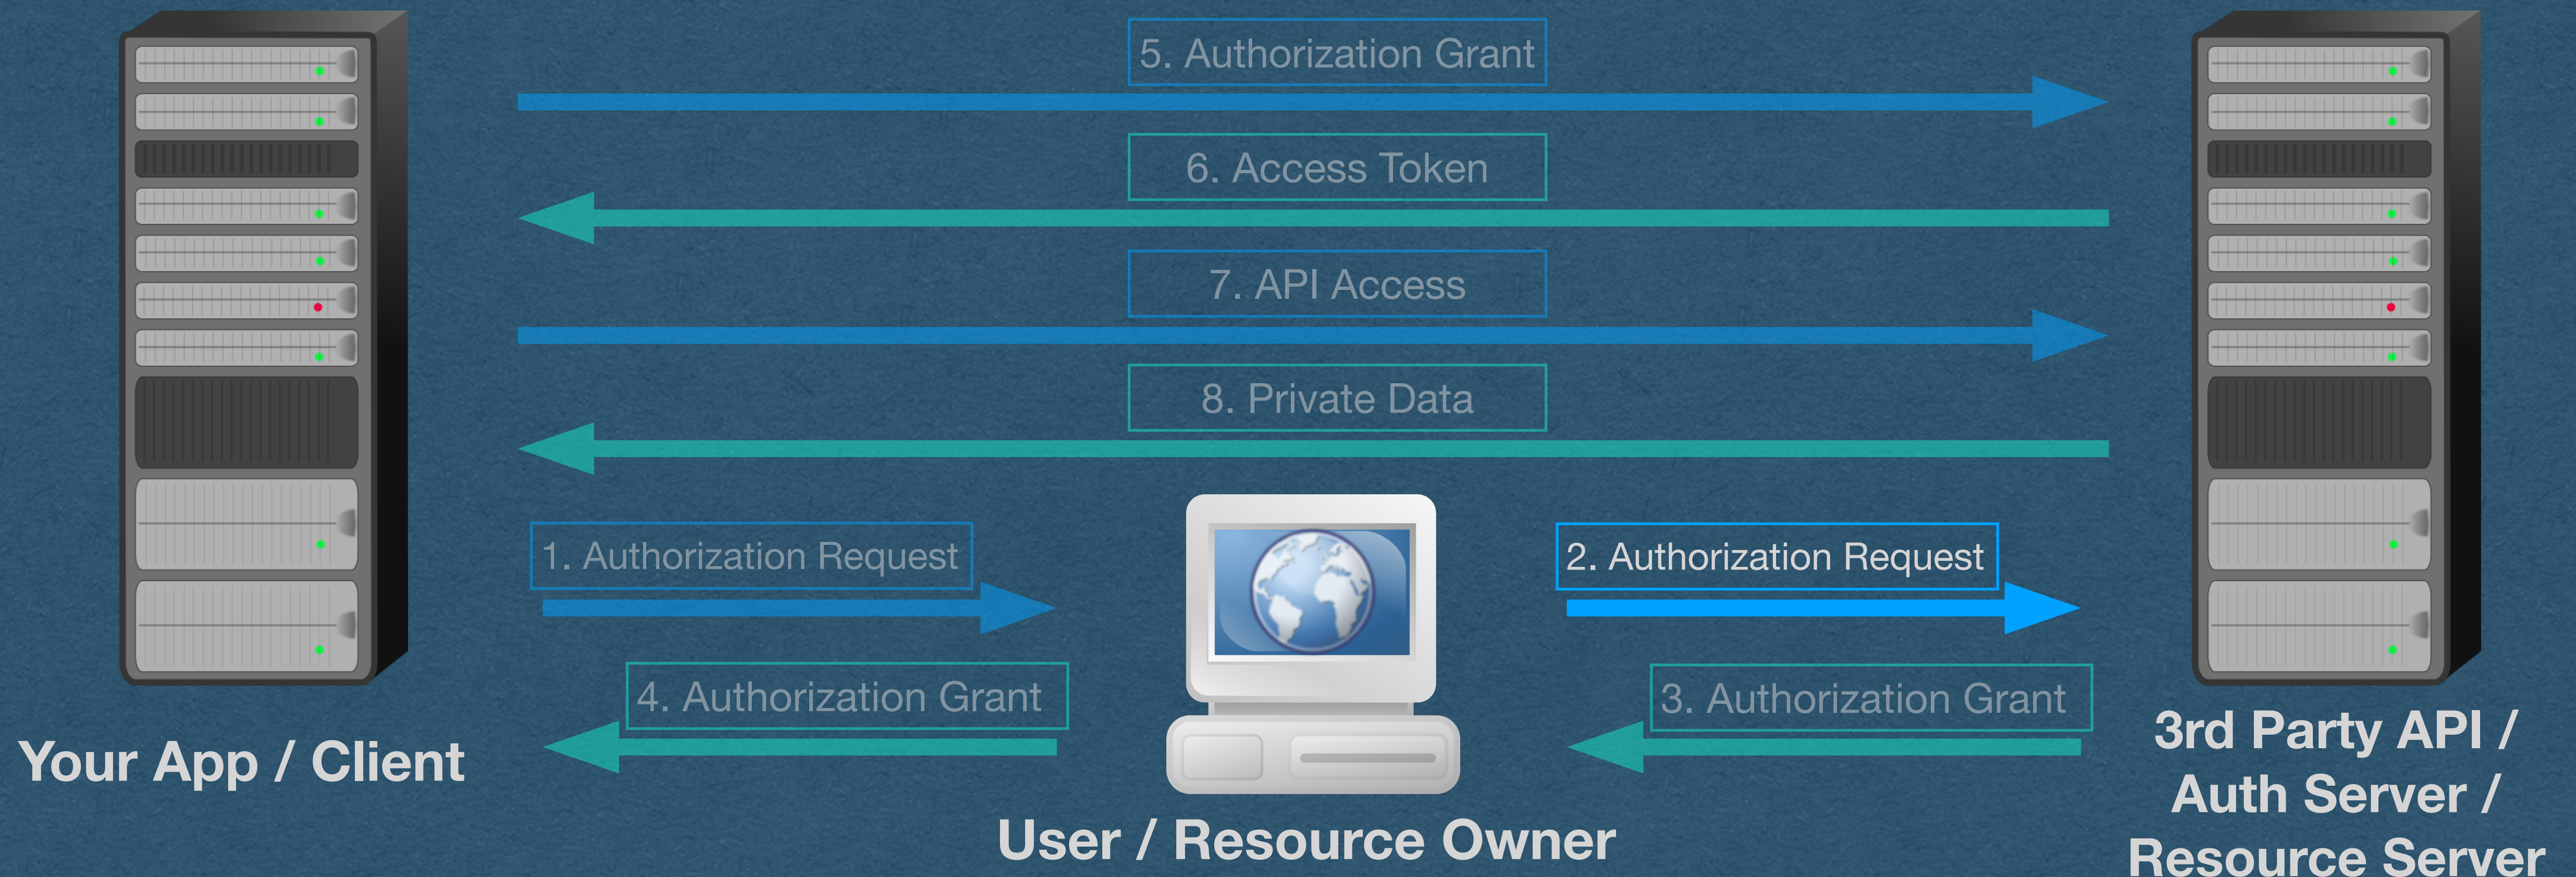 5. Authorization Grant
6. Access Token
7. API Access
8. Private Data
1. Authorization Request
2. Authorization Request
4. Authorization Grant
3. Authorization Grant
Your App / Client
User / Resource Owner
3rd Party API /
Auth Server /
Resource Server